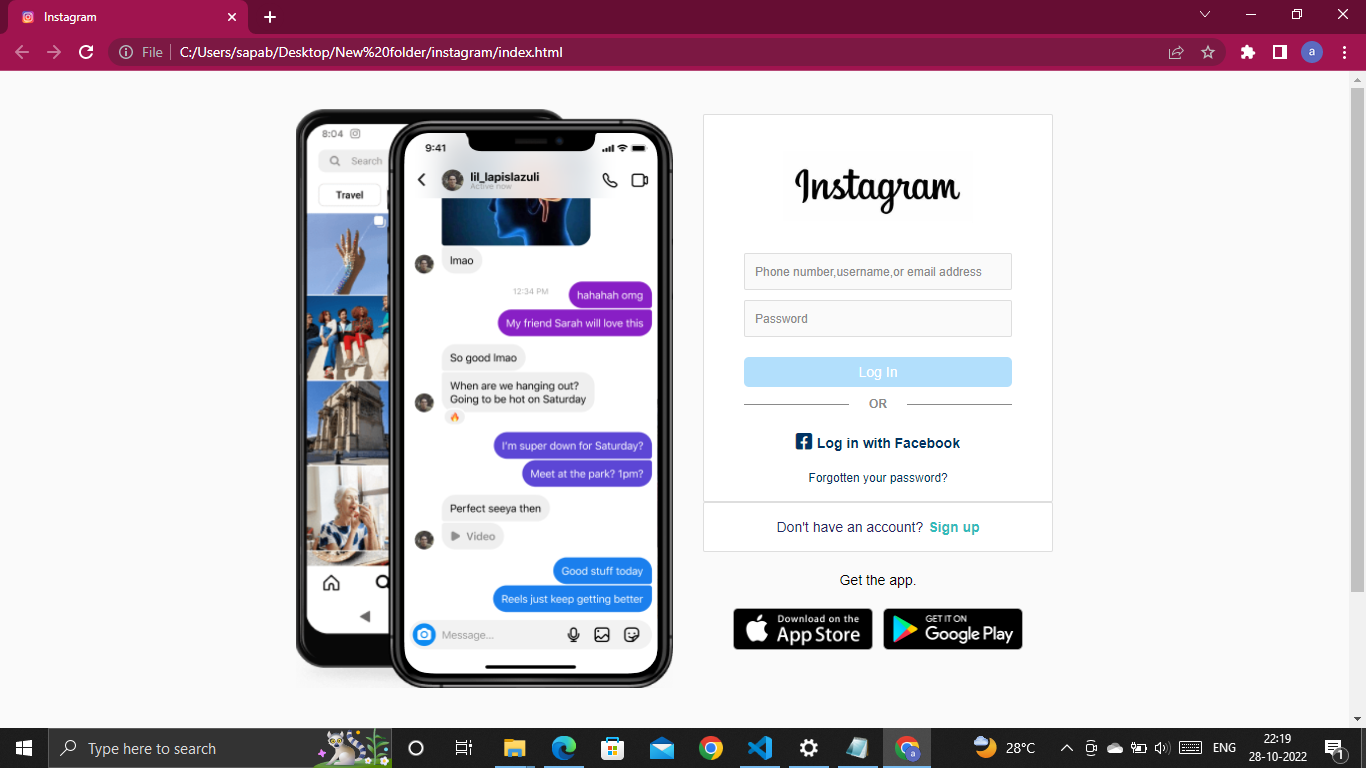 Instagram
File
C:/Users/sapab/Desktop/New%20folder/instagram/index.html
a
8:04
Search
Travel
9:41
lil_lapislazuli
Active now
lmao
12:34 PM
hahahah omg
My friend Sarah will love this
So good lmao
When are we hanging out?
Going to be hot on Saturday
I'm super down for Saturday?
Meet at the park? 1pm?
Perfect seeya then
Video
Good stuff today
Reels just keep getting better
Message...
Instagram
Phone number,username,or email address
Password
Log In
OR
Log in with Facebook
Forgotten your password?
Don't have an account? Sign up
Get the app.
Download on the
App Store
GET IT ON
Google Play
Type here to search
a
28°C
ENG
22:19
28-10-2022
1